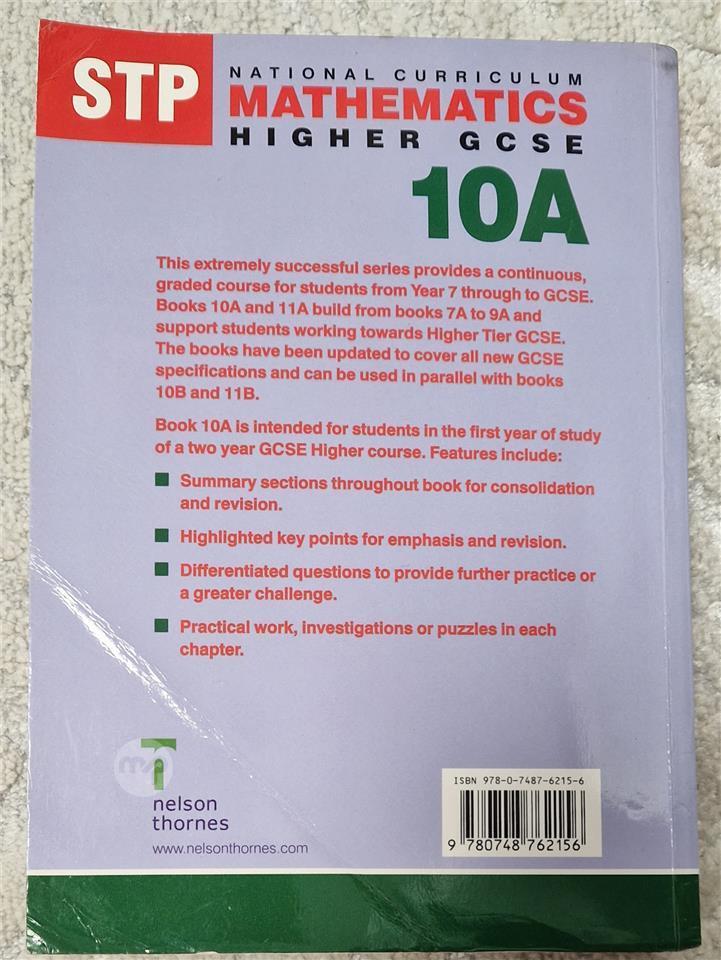 STP
NATIONAL CURRICULUM
MATHEMATICS
HIGHER GCSE
10A
This extremely successful series provides a continuous,
graded course for students from Year 7 through to GCSE.
Books 10A and 11A build from books 7A to 9A and
support students working towards Higher Tier GCSE.
The books have been updated to cover all new GCSE
specifications and can be used in parallel with books
10B and 11B.
Book 10A is intended for students in the first year of study
of a two year GCSE Higher course. Features include:
Summary sections throughout book for consolidation
and revision.
Highlighted key points for emphasis and revision.
Differentiated questions to provide further practice or
a greater challenge.
Practical work, investigations or puzzles in each
chapter.
nelson
thornes
www.nelsonthornes.com
ISBN 978-0-7487-6215-6
9 780748 762156